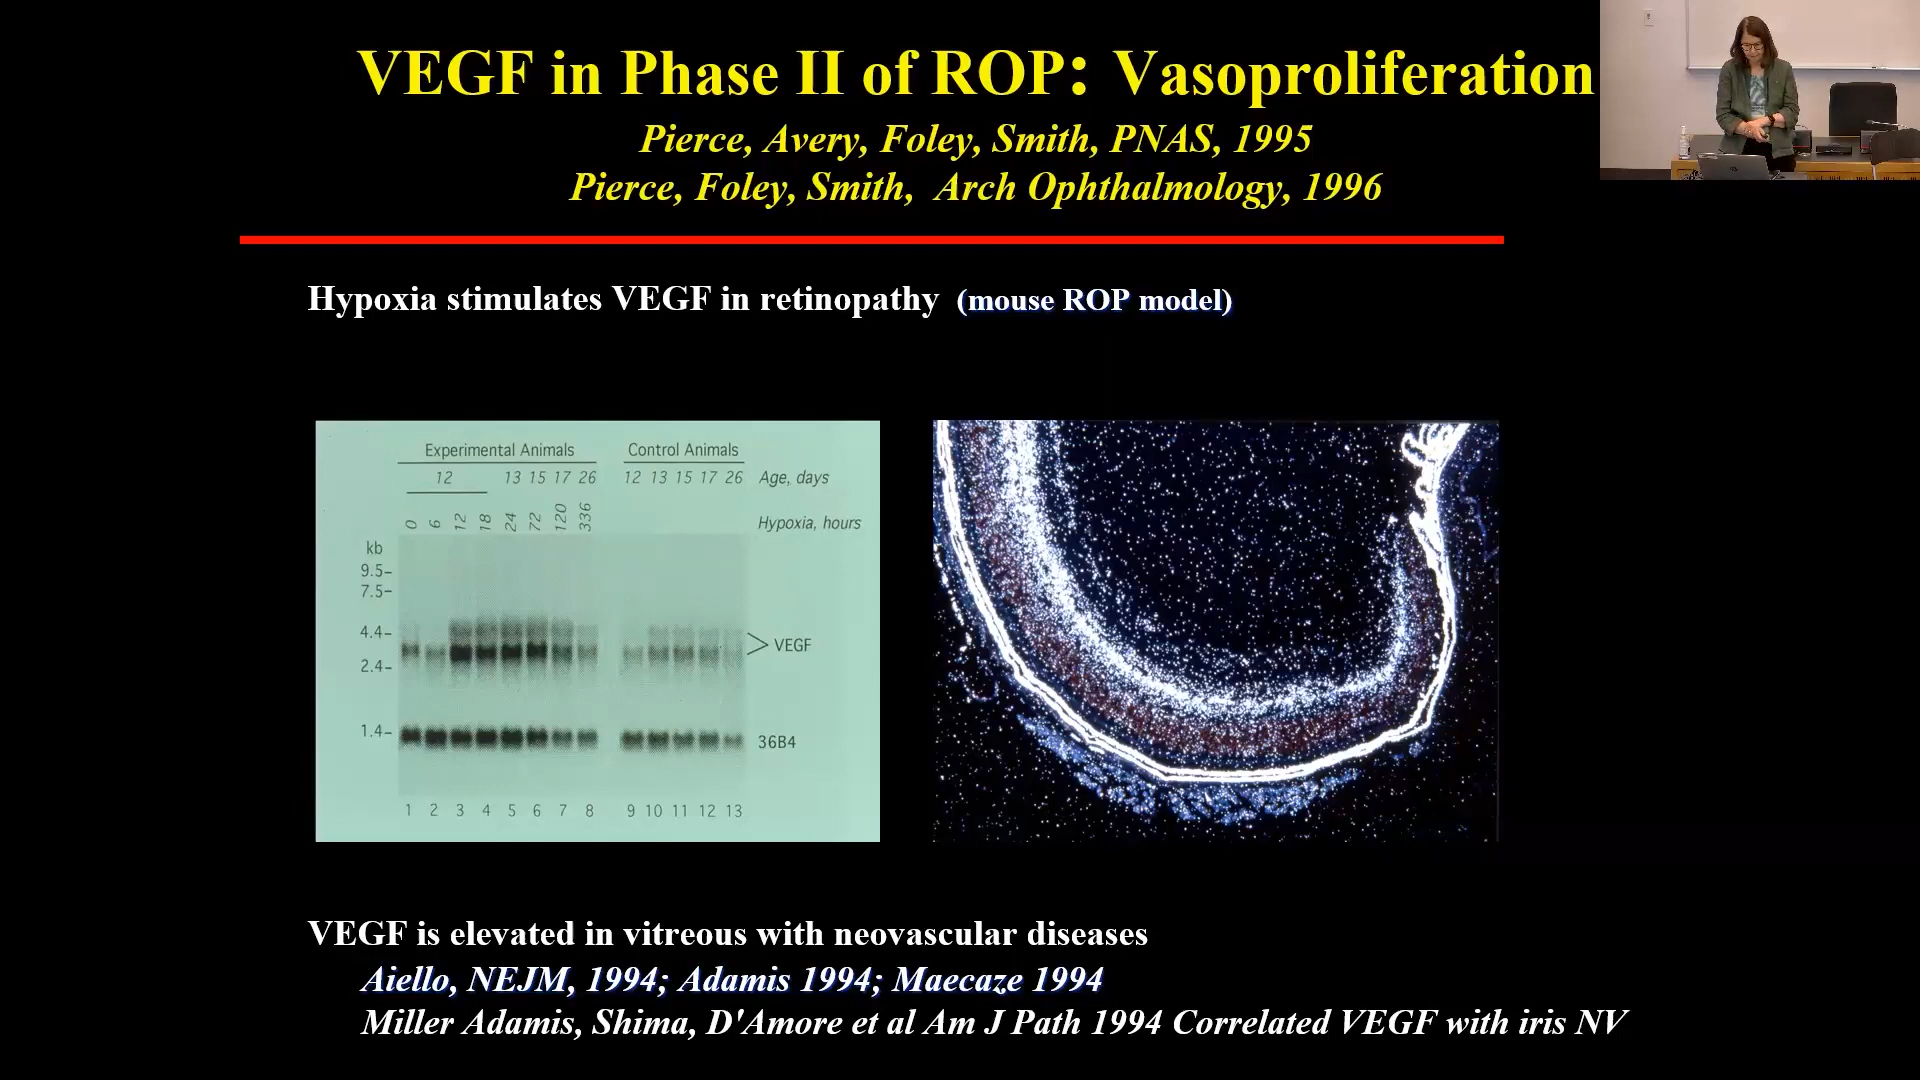 VEGF in Phase II of ROP: Vasoproliferation
Pierce, Avery, Foley, Smith, PNAS, 1995
Pierce, Foley, Smith, Arch Ophthalmology, 1996
Hypoxia stimulates VEGF in retinopathy (mouse ROP model)
Experimental Animals Control Animals
12 13 15 17 26 12 13 15 17 26 Age, days
0 6 12 18 24 72 120 336 Hypoxia, hours
kb
9.5-
7.5-
4.4-
VEGF
2.4-
1.4-
36B4
1 2 3 4 5 6 7 8 9 10 11 12 13
VEGF is elevated in vitreous with neovascular diseases
Aiello, NEJM, 1994; Adamis 1994; Maecaze 1994
Miller Adamis, Shima, D'Amore et al Am J Path 1994 Correlated VEGF with iris NV